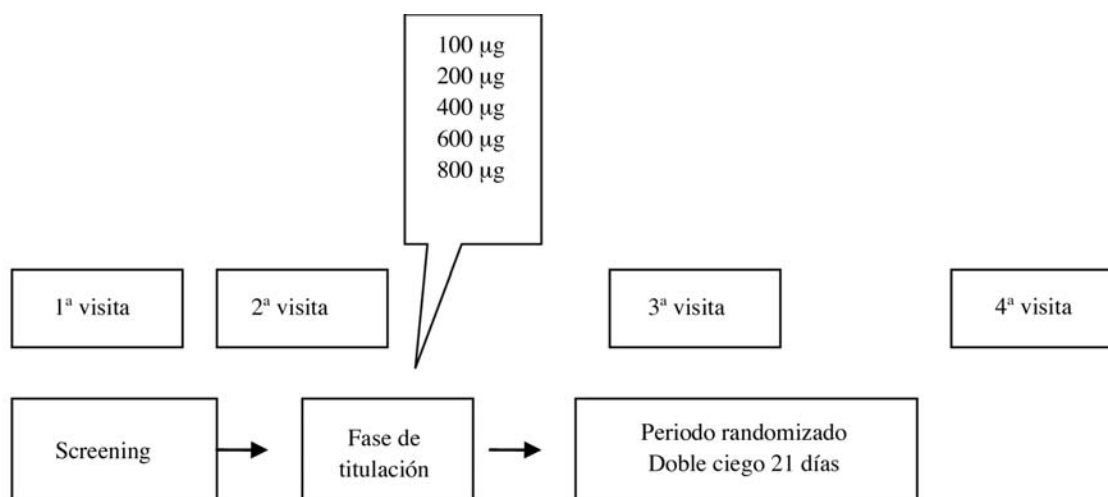 100 µg
200 µg
400 µg
600 µg
800 µg
1ª visita
2ª visita
3ª visita
4ª visita
Screening
Fase de
titulación
Periodo randomizado
Doble ciego 21 días